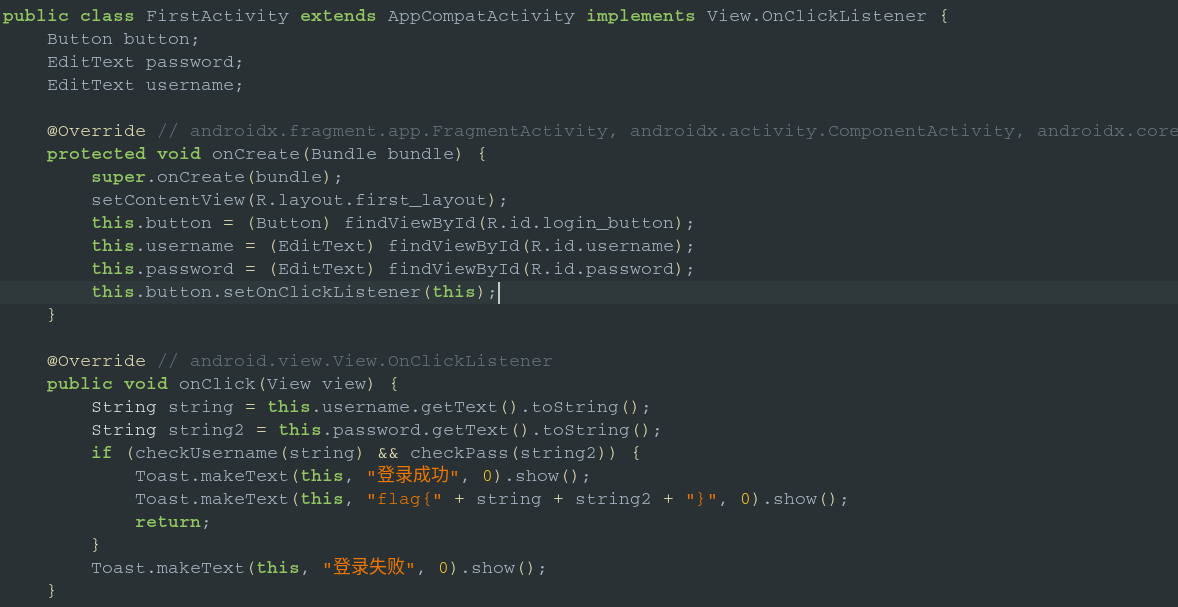 public class FirstActivity extends AppCompatActivity implements View.OnClickListener {
    Button button;
    EditText password;
    EditText username;

    @Override // androidx.fragment.app.FragmentActivity, androidx.activity.ComponentActivity, androidx.core
    protected void onCreate(Bundle bundle) {
        super.onCreate(bundle);
        setContentView(R.layout.first_layout);
        this.button = (Button) findViewById(R.id.login_button);
        this.username = (EditText) findViewById(R.id.username);
        this.password = (EditText) findViewById(R.id.password);
        this.button.setOnClickListener(this);
    }

    @Override // android.view.View.OnClickListener
    public void onClick(View view) {
        String string = this.username.getText().toString();
        String string2 = this.password.getText().toString();
        if (checkUsername(string) && checkPass(string2)) {
            Toast.makeText(this, "登录成功", 0).show();
            Toast.makeText(this, "flag{" + string + string2 + "}", 0).show();
            return;
        }
        Toast.makeText(this, "登录失败", 0).show();
    }